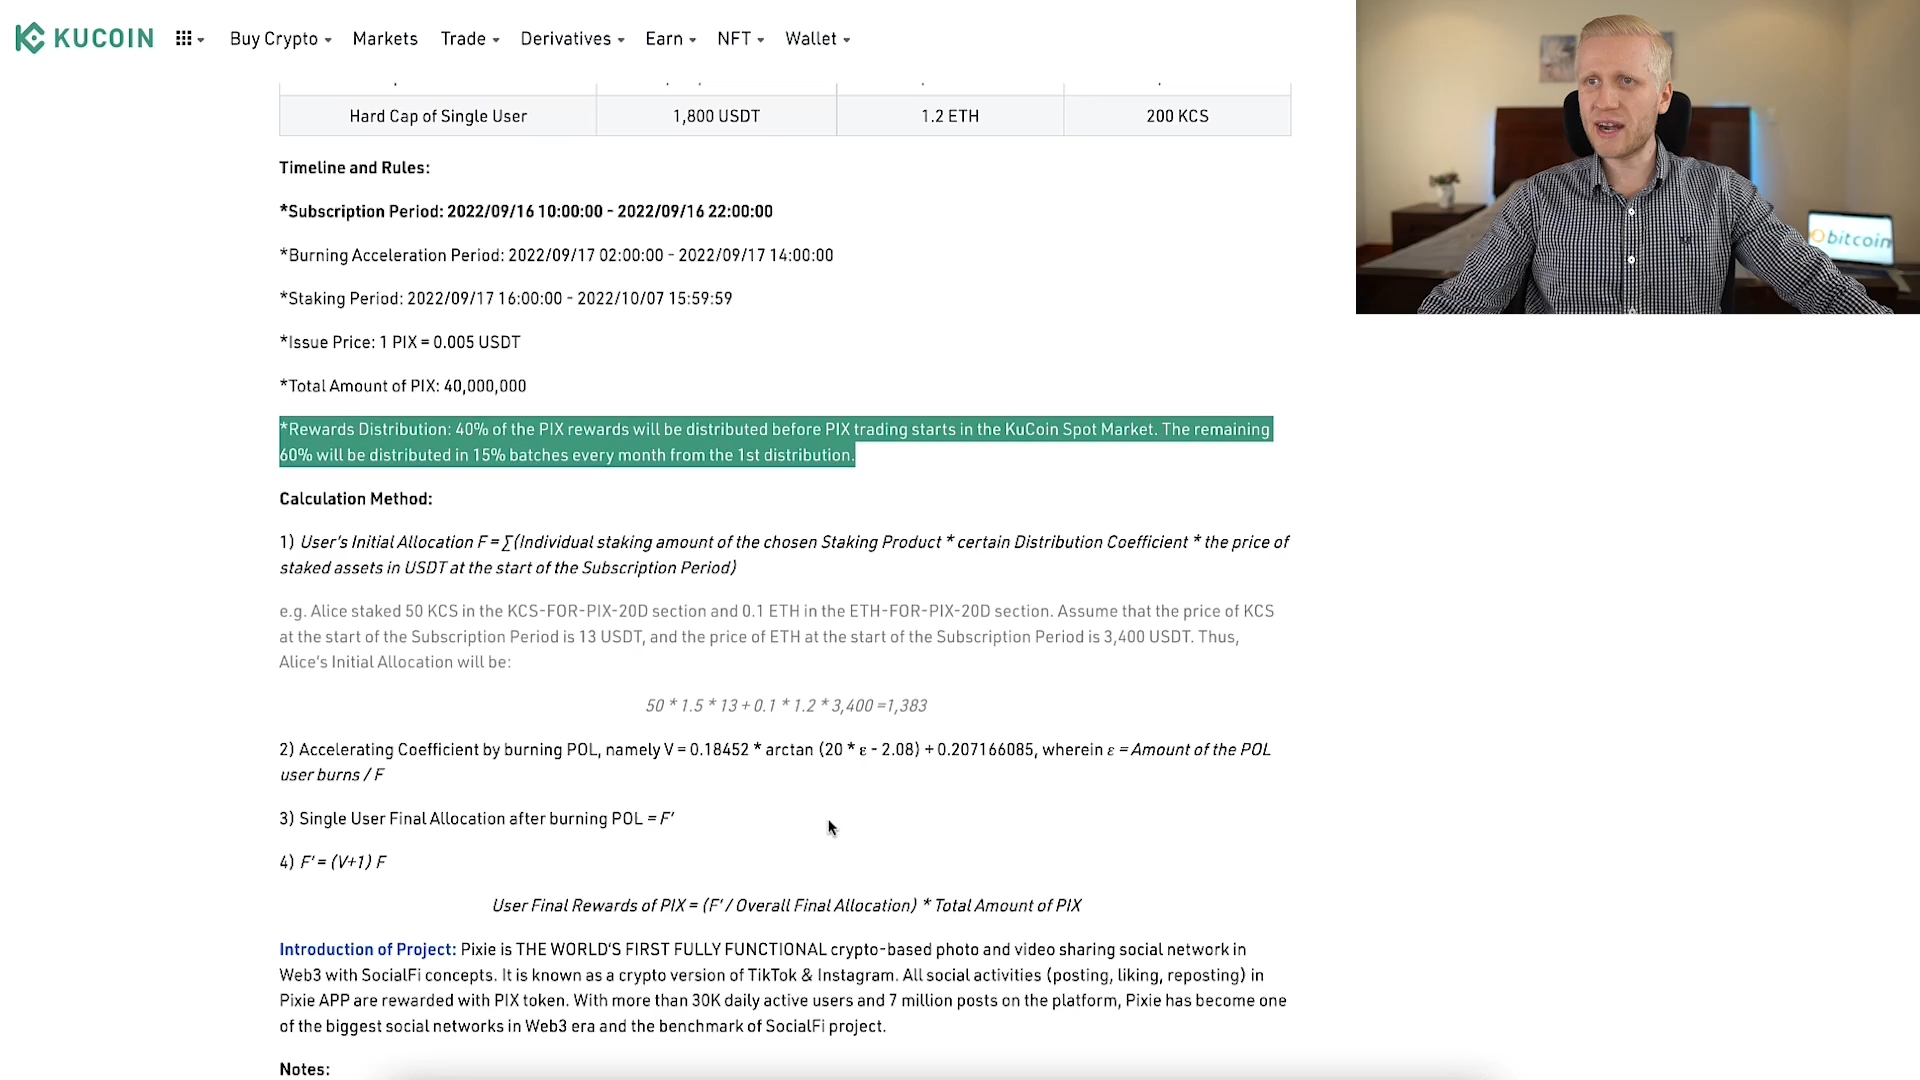 KUCOIN Buy Crypto Markets Trade Derivatives Earn NFT Wallet
Hard Cap of Single User 1,800 USDT 1.2 ETH 200 KCS
Timeline and Rules:
*Subscription Period: 2022/09/16 10:00:00 - 2022/09/16 22:00:00
*Burning Acceleration Period: 2022/09/17 02:00:00 - 2022/09/17 14:00:00
*Staking Period: 2022/09/17 16:00:00 - 2022/10/07 15:59:59
*Issue Price: 1 PIX = 0.005 USDT
*Total Amount of PIX: 40,000,000
*Rewards Distribution: 40% of the PIX rewards will be distributed before PIX trading starts in the KuCoin Spot Market. The remaining
60% will be distributed in 15% batches every month from the 1st distribution.
Calculation Method:
1) User's Initial Allocation F = ∑(Individual staking amount of the chosen Staking Product * certain Distribution Coefficient * the price of
staked assets in USDT at the start of the Subscription Period)
e.g. Alice staked 50 KCS in the KCS-FOR-PIX-20D section and 0.1 ETH in the ETH-FOR-PIX-20D section. Assume that the price of KCS
at the start of the Subscription Period is 13 USDT, and the price of ETH at the start of the Subscription Period is 3,400 USDT. Thus,
Alice's Initial Allocation will be:
50 * 1.5 * 13 + 0.1 * 1.2 * 3,400 =1,383
2) Accelerating Coefficient by burning POL, namely V = 0.18452 * arctan (20 * ε - 2.08) + 0.207166085, wherein ε = Amount of the POL
user burns / F
3) Single User Final Allocation after burning POL = F'
4) F' = (V+1) F
User Final Rewards of PIX = (F' / Overall Final Allocation) * Total Amount of PIX
Introduction of Project: Pixie is THE WORLD'S FIRST FULLY FUNCTIONAL crypto-based photo and video sharing social network in
Web3 with SocialFi concepts. It is known as a crypto version of TikTok & Instagram. All social activities (posting, liking, reposting) in
Pixie APP are rewarded with PIX token. With more than 30K daily active users and 7 million posts on the platform, Pixie has become one
of the biggest social networks in Web3 era and the benchmark of SocialFi project.
Notes:
bitcoin